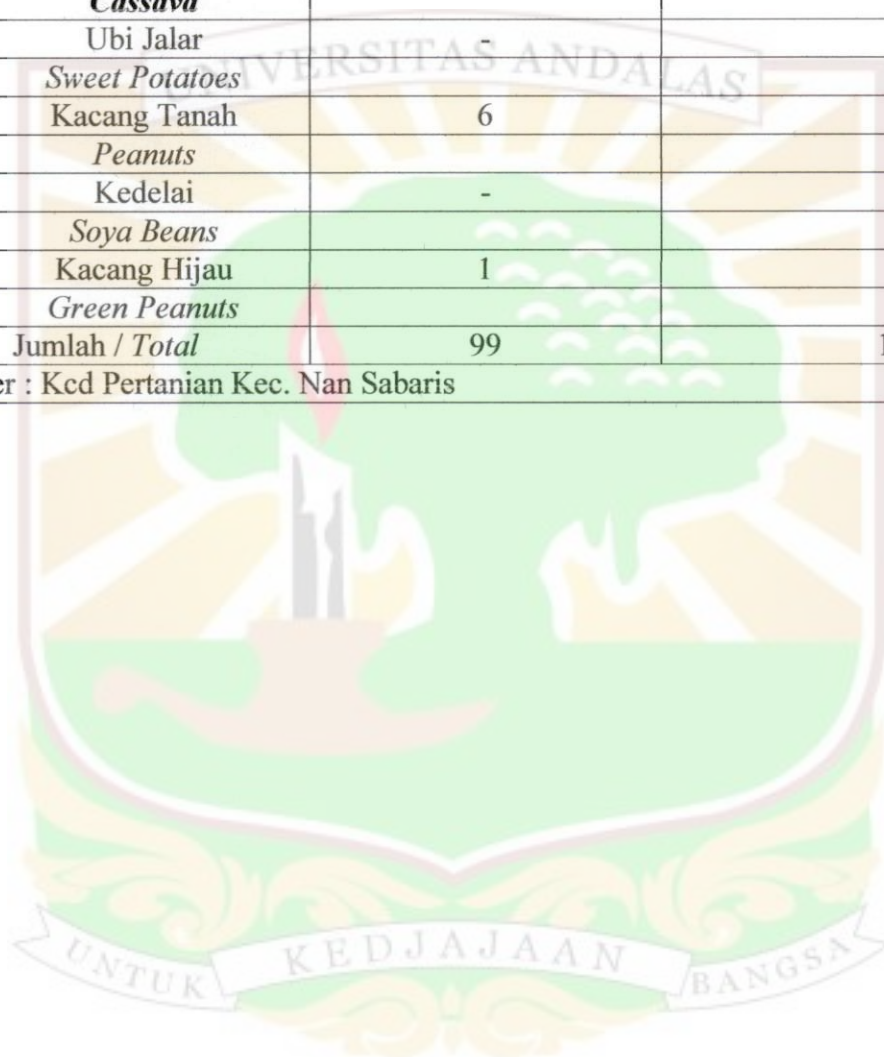 Cassava
Ubi Jalar -
Sweet Potatoes
Kacang Tanah 6
Peanuts
Kedelai -
Soya Beans
Kacang Hijau 1
Green Peanuts
Jumlah / Total 99 1
er : Kcd Pertanian Kec. Nan Sabaris
UNIVERSITAS ANDALAS
UNTUK KEDJAJAAN BANGSA